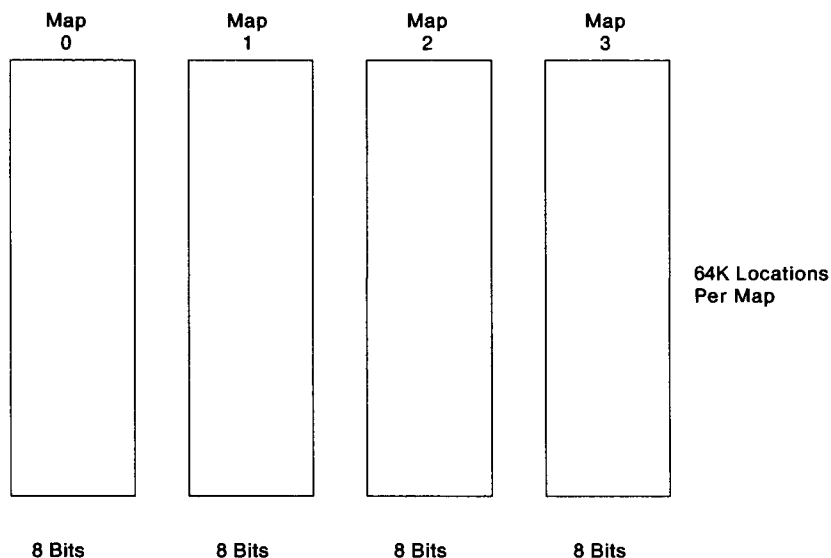 Map Map Map Map
0 1 2 3
64K Locations
Per Map
8 Bits 8 Bits 8 Bits 8 Bits